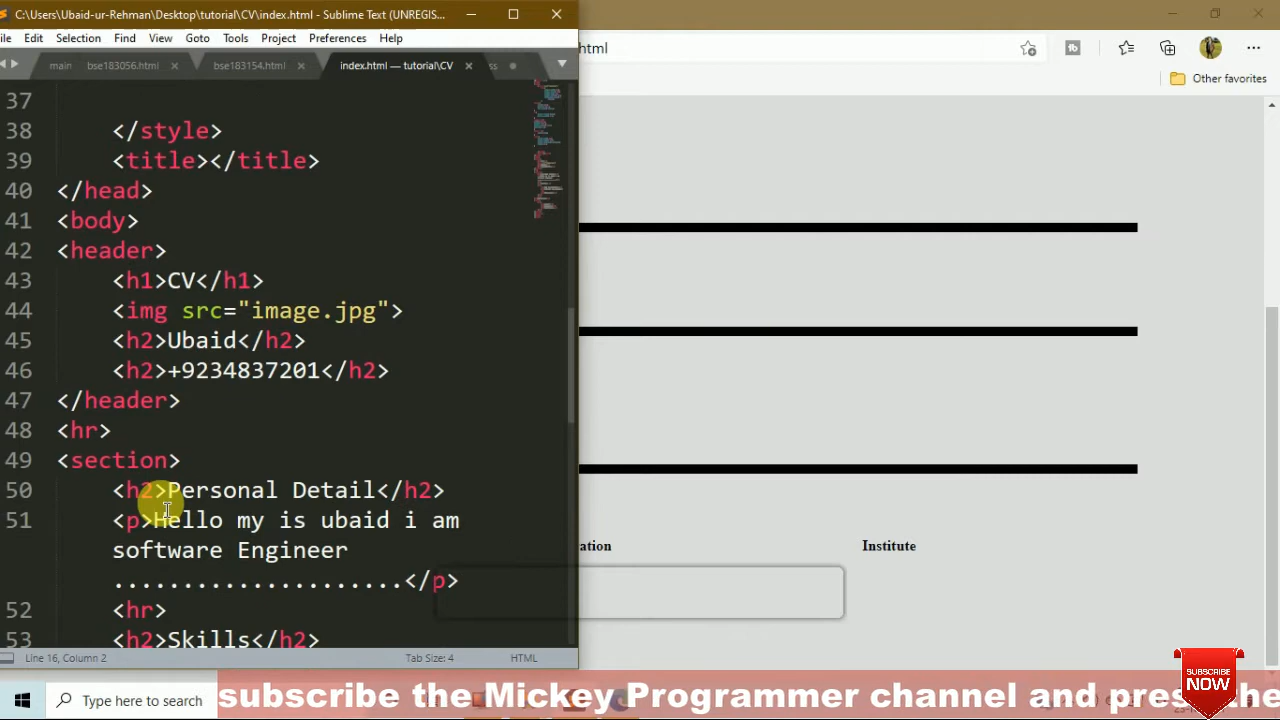 C:\Users\Ubaid-ur-Rehman\Desktop\tutorial\CV\index.html - Sublime Text (UNREGIS...
Edit Selection Find View Goto Tools Project Preferences Help
main bse183056.html bse183154.html index.html — tutorial\CV ss
html
Other favorites
37
38 </style>
39 <title></title>
40 </head>
41 <body>
42 <header>
43 <h1>CV</h1>
44 <img src="image.jpg">
45 <h2>Ubaid</h2>
46 <h2>+9234837201</h2>
47 </header>
48 <hr>
49 <section>
50 <h2>Personal Detail</h2>
51 <p>Hello my is ubaid i am
software Engineer
.....................</p>
52 <hr>
53 <h2>Skills</h2>
ation Institute
Line 16, Column 2 Tab Size: 4 HTML
Type here to search
subscribe the Mickey Programmer channel and press the
SUBSCRIBE
NOW